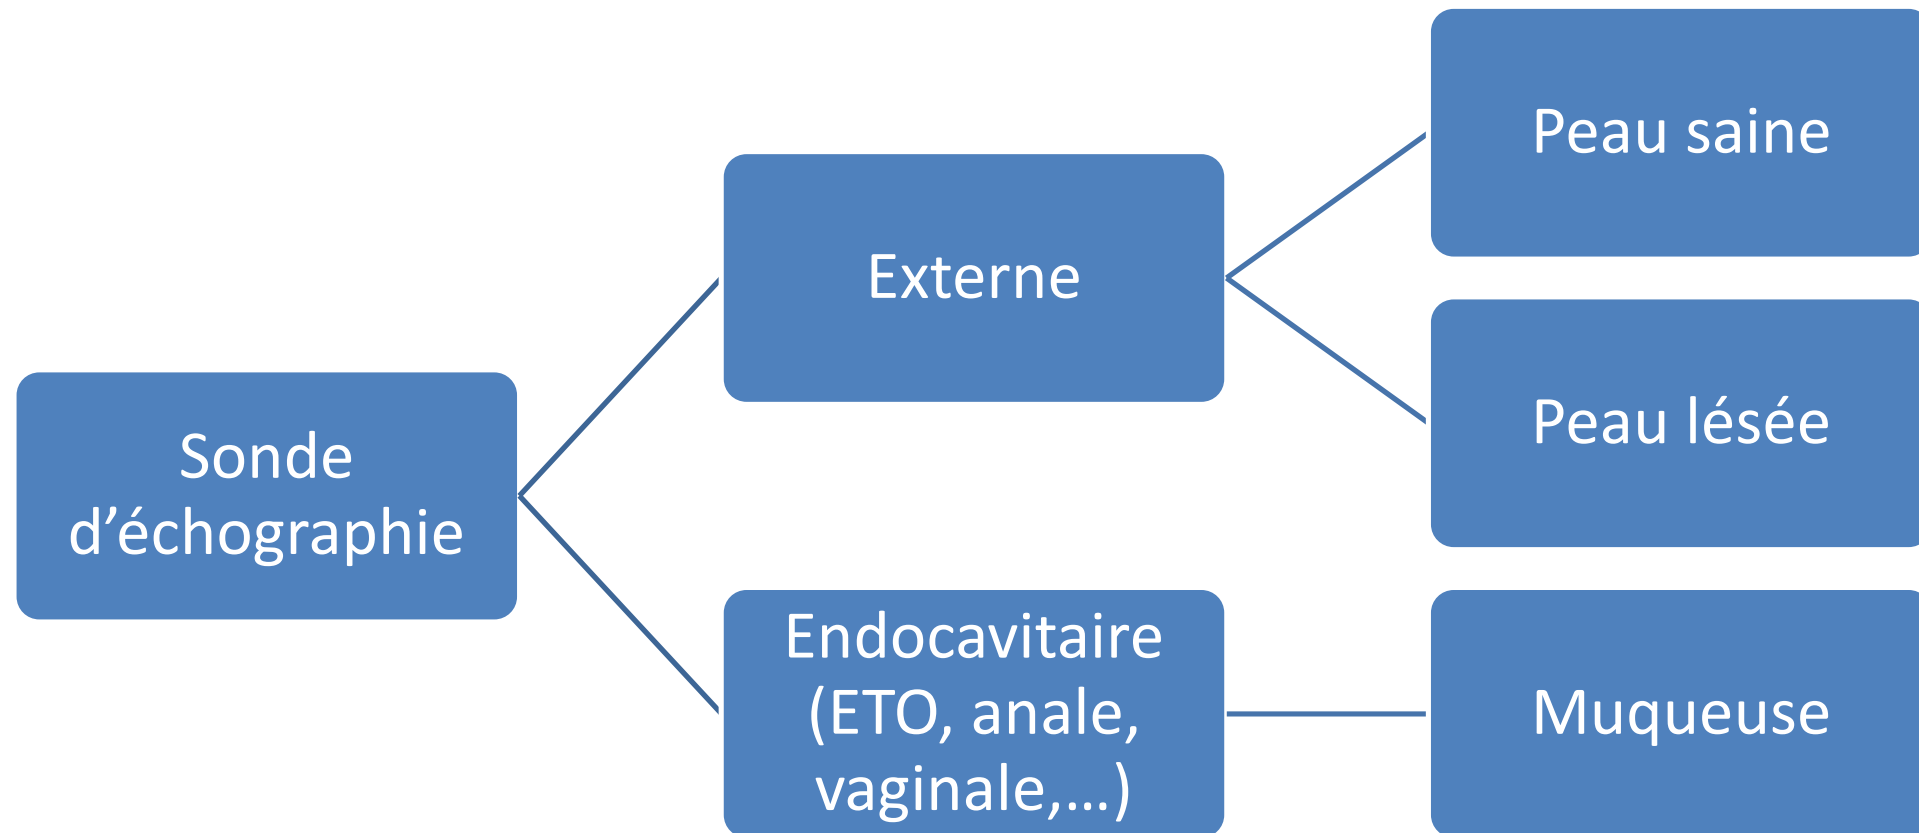 Sonde
d’échographie
Externe
Peau saine
Peau lésée
Endocavitaire
(ETO, anale,
vaginale,…)
Muqueuse